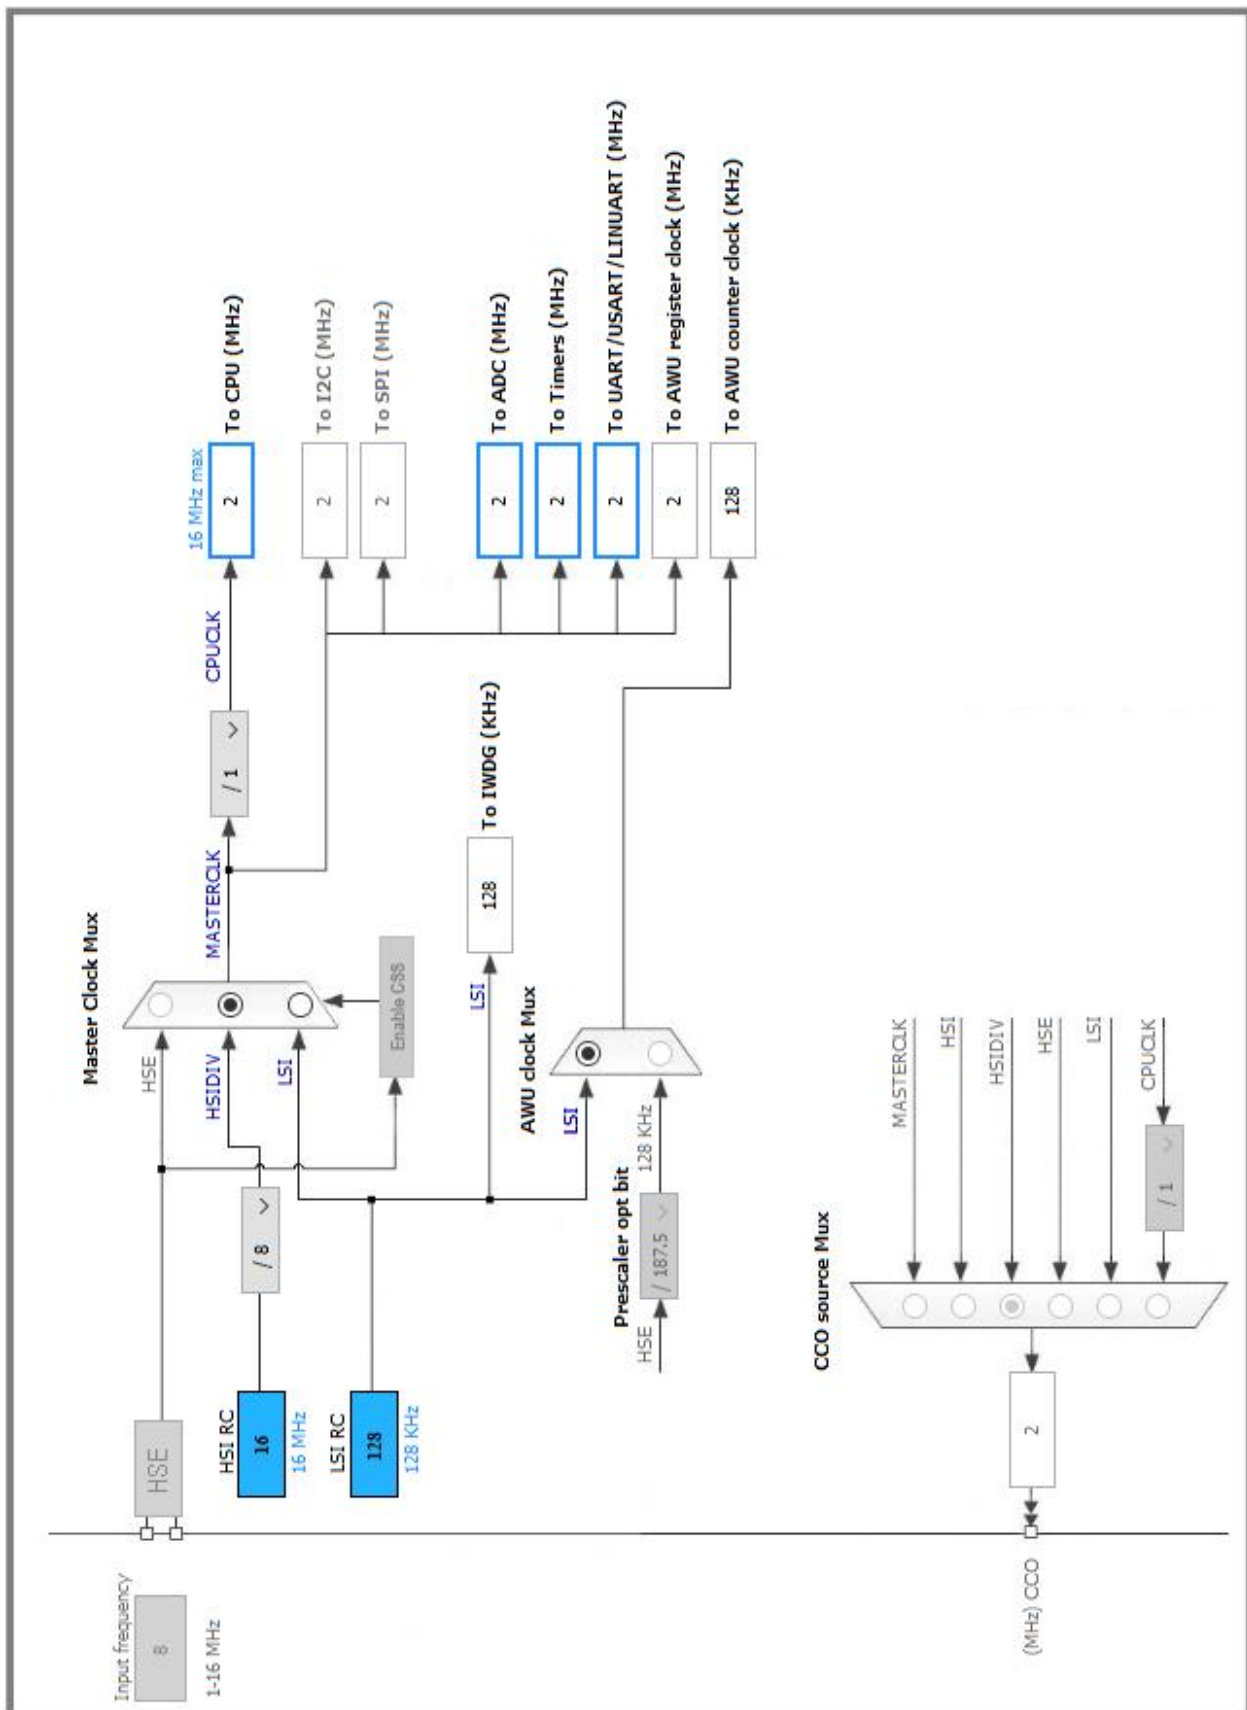 Input frequency
8
1-16 MHz
HSE
HSI RC
16
16 MHz
LSI RC
128
128 KHz
/ 8
HSE
HSIDIV
LSI
Master Clock Mux
Enable CSS
MASTERCLK
/ 1
CPUCLK
16 MHz max
2
To CPU (MHz)
2
To I2C (MHz)
2
To SPI (MHz)
2
To ADC (MHz)
2
To Timers (MHz)
2
To UART/USART/LINUART (MHz)
2
To AWU register clock (MHz)
128
To AWU counter clock (KHz)
LSI
128
To IWDG (KHz)
AWU clock Mux
LSI
Prescaler opt bit
HSE
/ 187.5
128 KHz
CCO source Mux
MASTERCLK
HSI
HSIDIV
HSE
LSI
CPUCLK
/ 1
2
(MHz) CCO